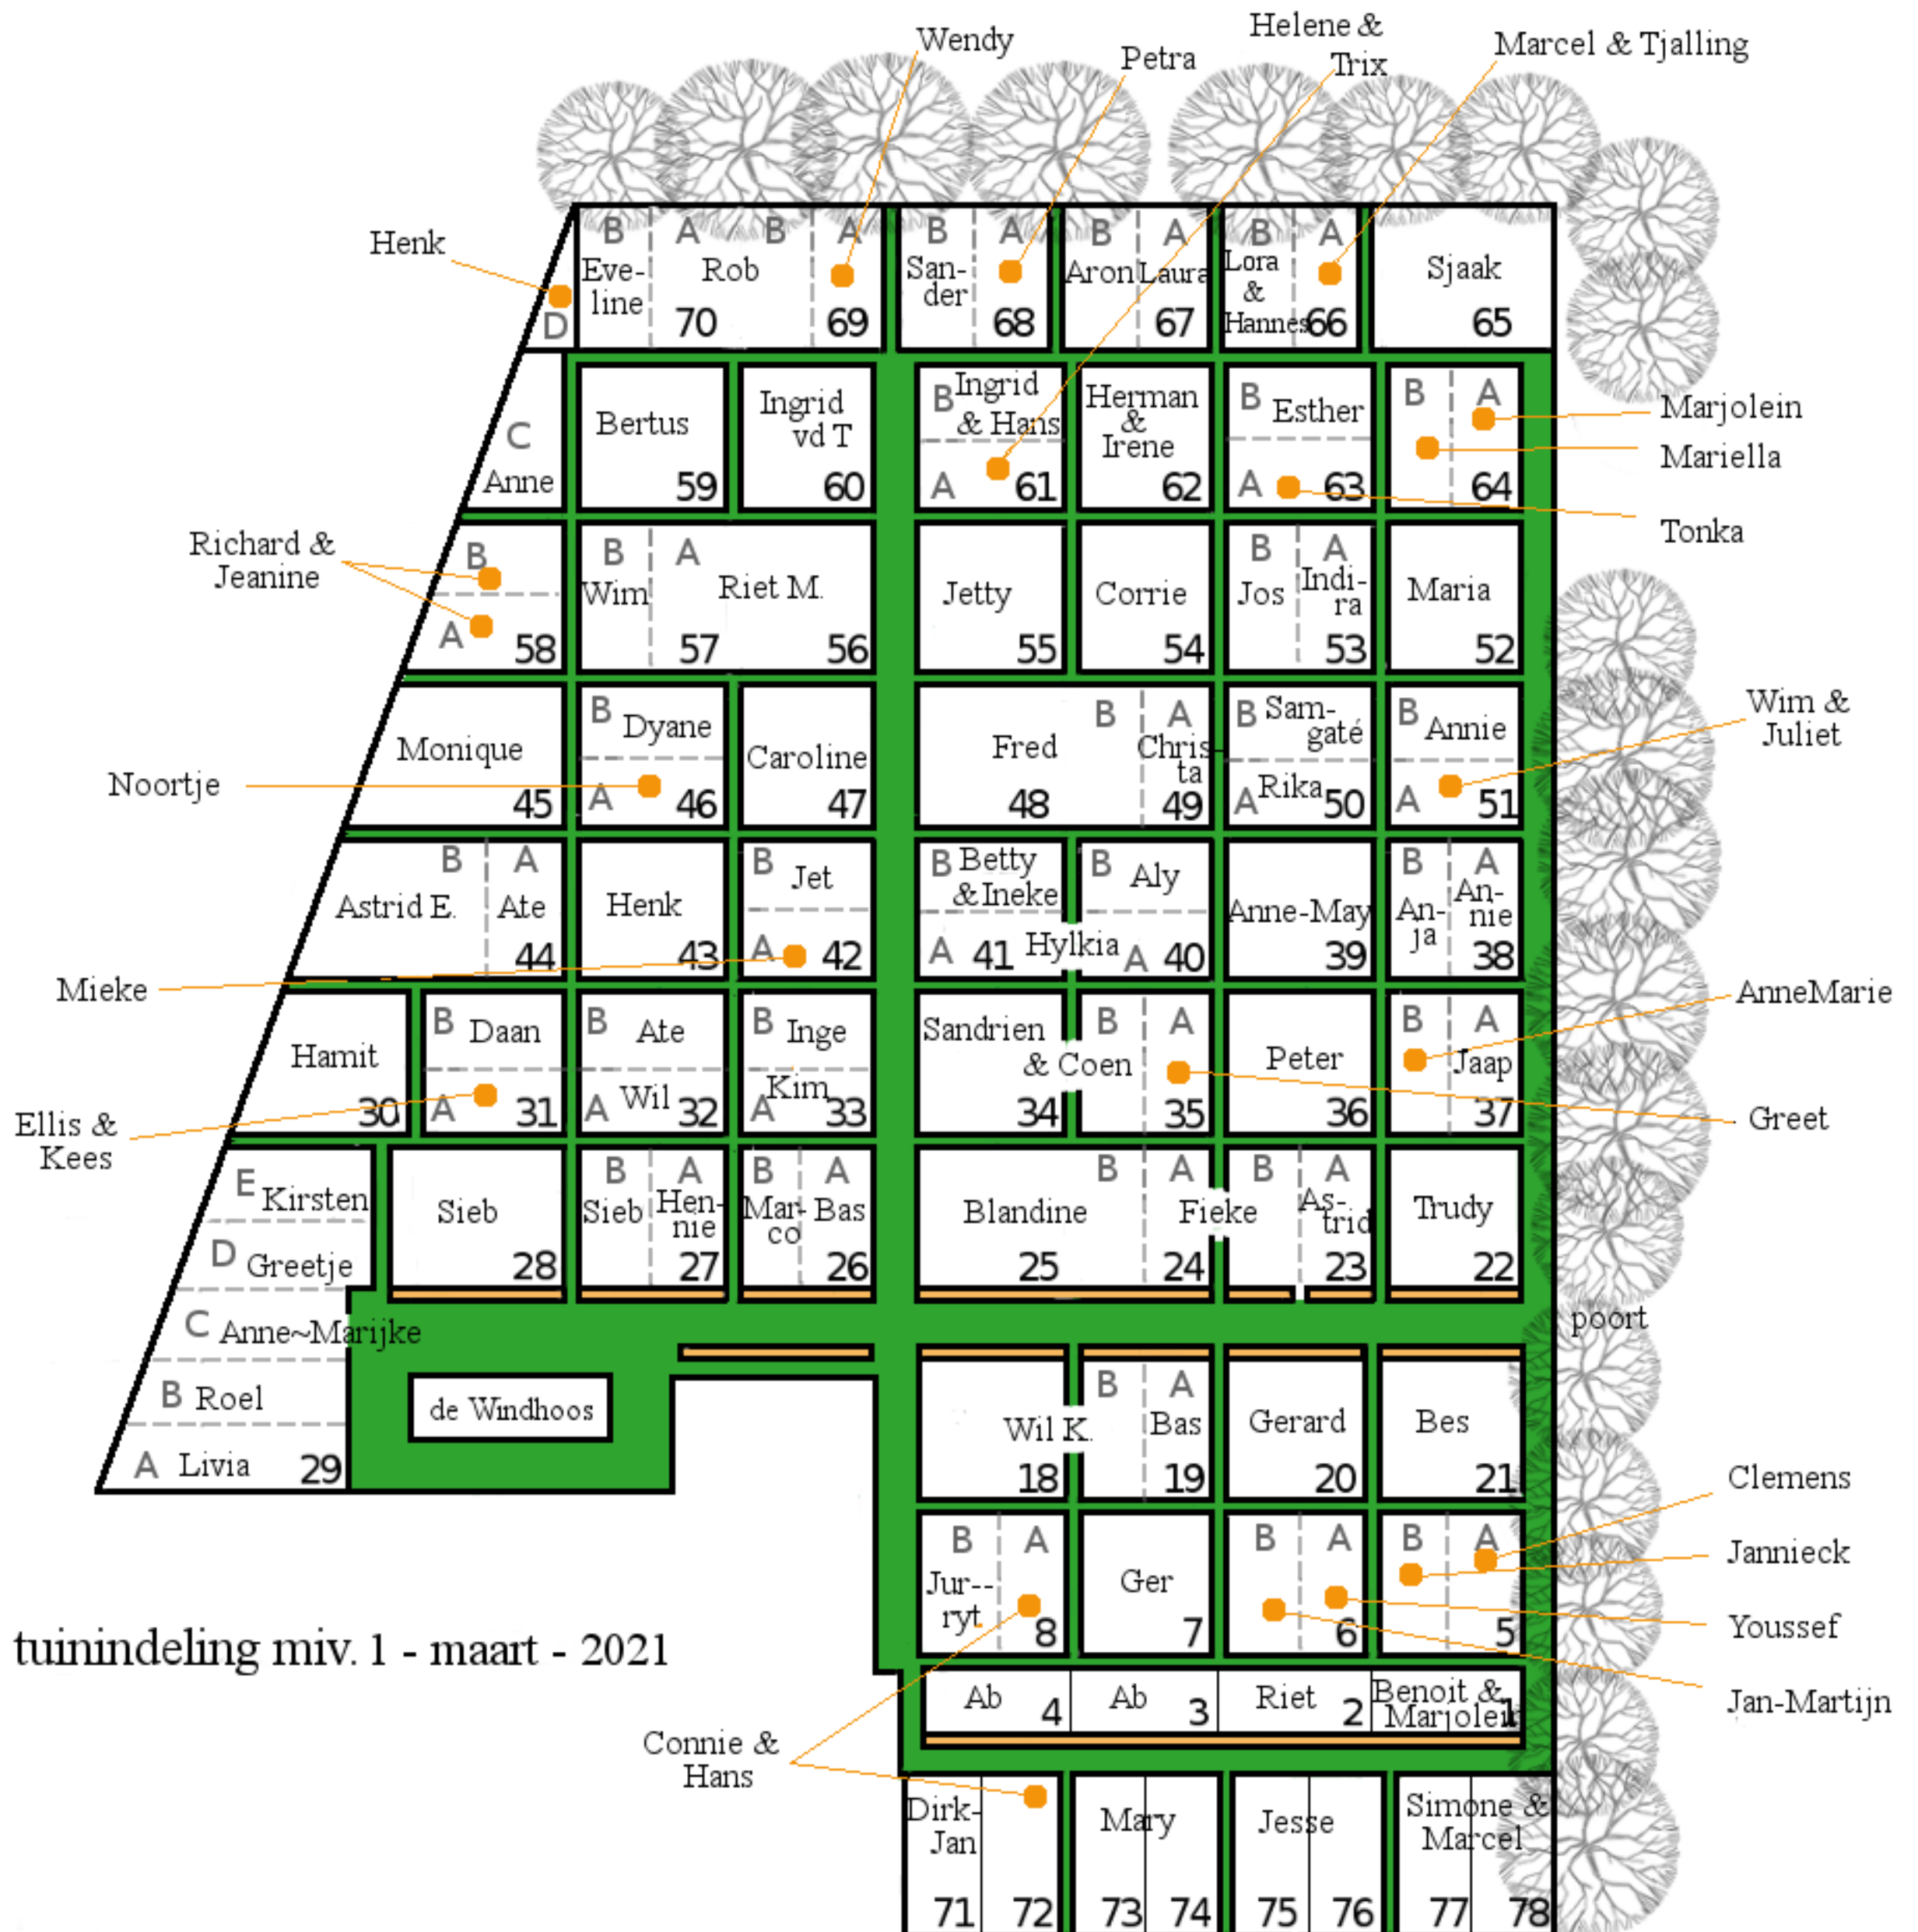 Wendy
Petra
Helene &
Trix
Marcel & Tjalling
Henk
D
B A B A
Eve-
line
Rob
70 69
B A
San-
der
68
B A
Aron Laura
67
B A
Lora
&
Hannes 66
Sjaak
65
C
Anne
Bertus
59
Ingrid
vd T
60
B Ingrid
& Hans
A 61
Herman
&
Irene
62
B Esther
A 63
B A
64
Marjolein
Mariella
Tonka
Richard &
Jeanine
B
A 58
B A
Wim Riet M.
57 56
Jetty
55
Corrie
54
B A
Jos Indi-
ra
53
Maria
52
Monique
45
B Dyane
A 46
Noortje
Caroline
47
B A
Fred Chris-
ta
48 49
B Sam-
gaté
A Rika 50
B Annie
A 51
Wim &
Juliet
B A
Astrid E. Ate
44
Henk
43
B Jet
A 42
Mieke
B Betty
& Ineke
A 41 Hylkia
B Aly
A 40
Anne-May
39
B A
An-
ja
An-
nie
38
Hamit
30
B Daan
A 31
Ellis &
Kees
B Ate
A Wil 32
B Inge
Kim
A 33
Sandrien
& Coen
34
B A
35
Peter
36
B A
Jaap
37
AnneMarie
Greet
E Kirsten
D Greetje
C Anne~Marijke
B Roel
A Livia 29
Sieb
28
B A
Sieb Hen-
nie
27
B A
Mar-
co
Bas
26
B A
Blandine Fieke
25 24
B A
As-
trid
23
Trudy
22
poort
de Windhoos
Wil K.
18
B A
Bas
19
Gerard
20
Bes
21
B A
Jur--
ryt
8
Ger
7
B A
6
B A
5
Clemens
Jannieck
Youssef
Jan-Martijn
tuinindeling miv. 1 - maart - 2021
Ab 4
Ab 3
Riet 2
Benoit &
Marjolein 1
Connie &
Hans
Dirk-
Jan
71 72
Mary
73 74
Jesse
75 76
Simone &
Marcel
77 78